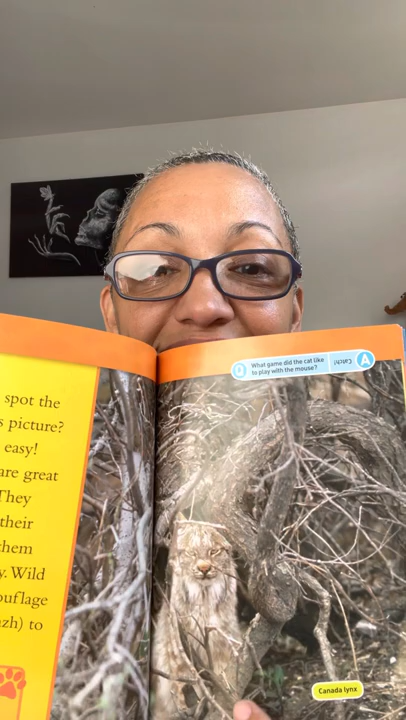 spot the
s picture?
easy!
are great
They
their
them
y. Wild
ouflage
azh) to
Q What game did the cat like
to play with the mouse?
Catch! A
Canada lynx